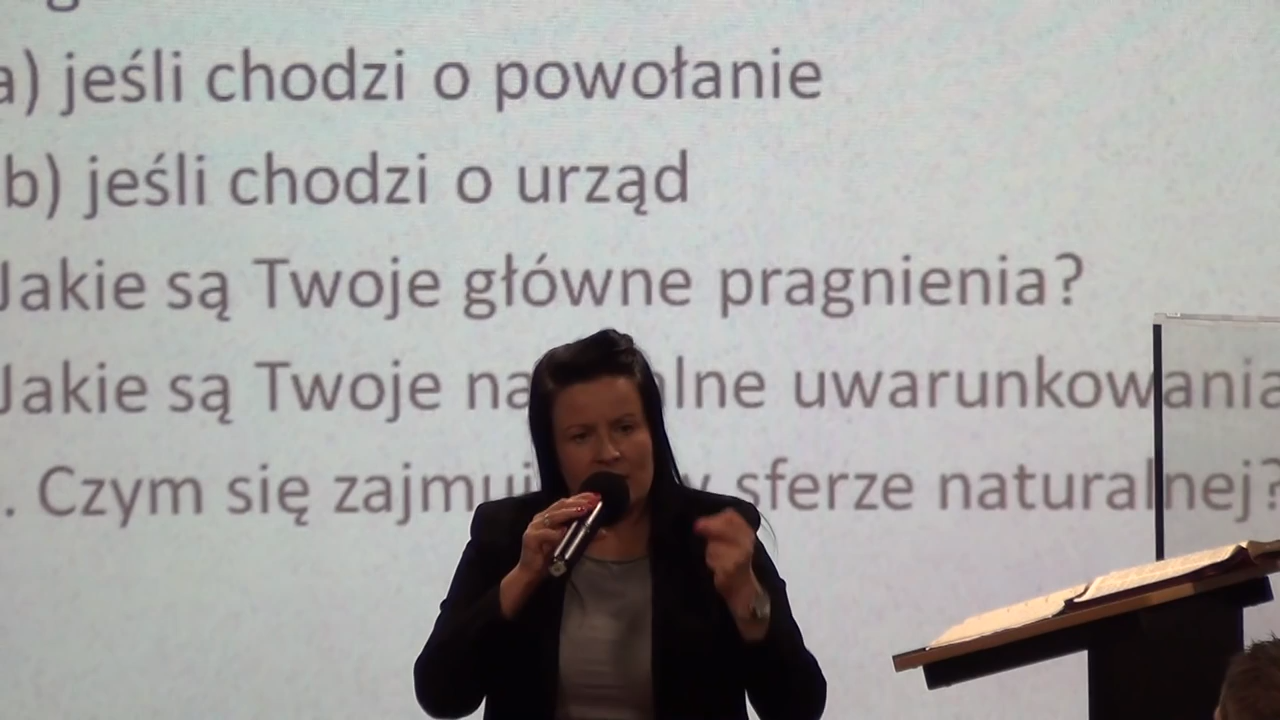 a) jeśli chodzi o powołanie
b) jeśli chodzi o urząd
Jakie są Twoje główne pragnienia?
Jakie są Twoje uwarunkowania
. Czym się sferze naturalnej?